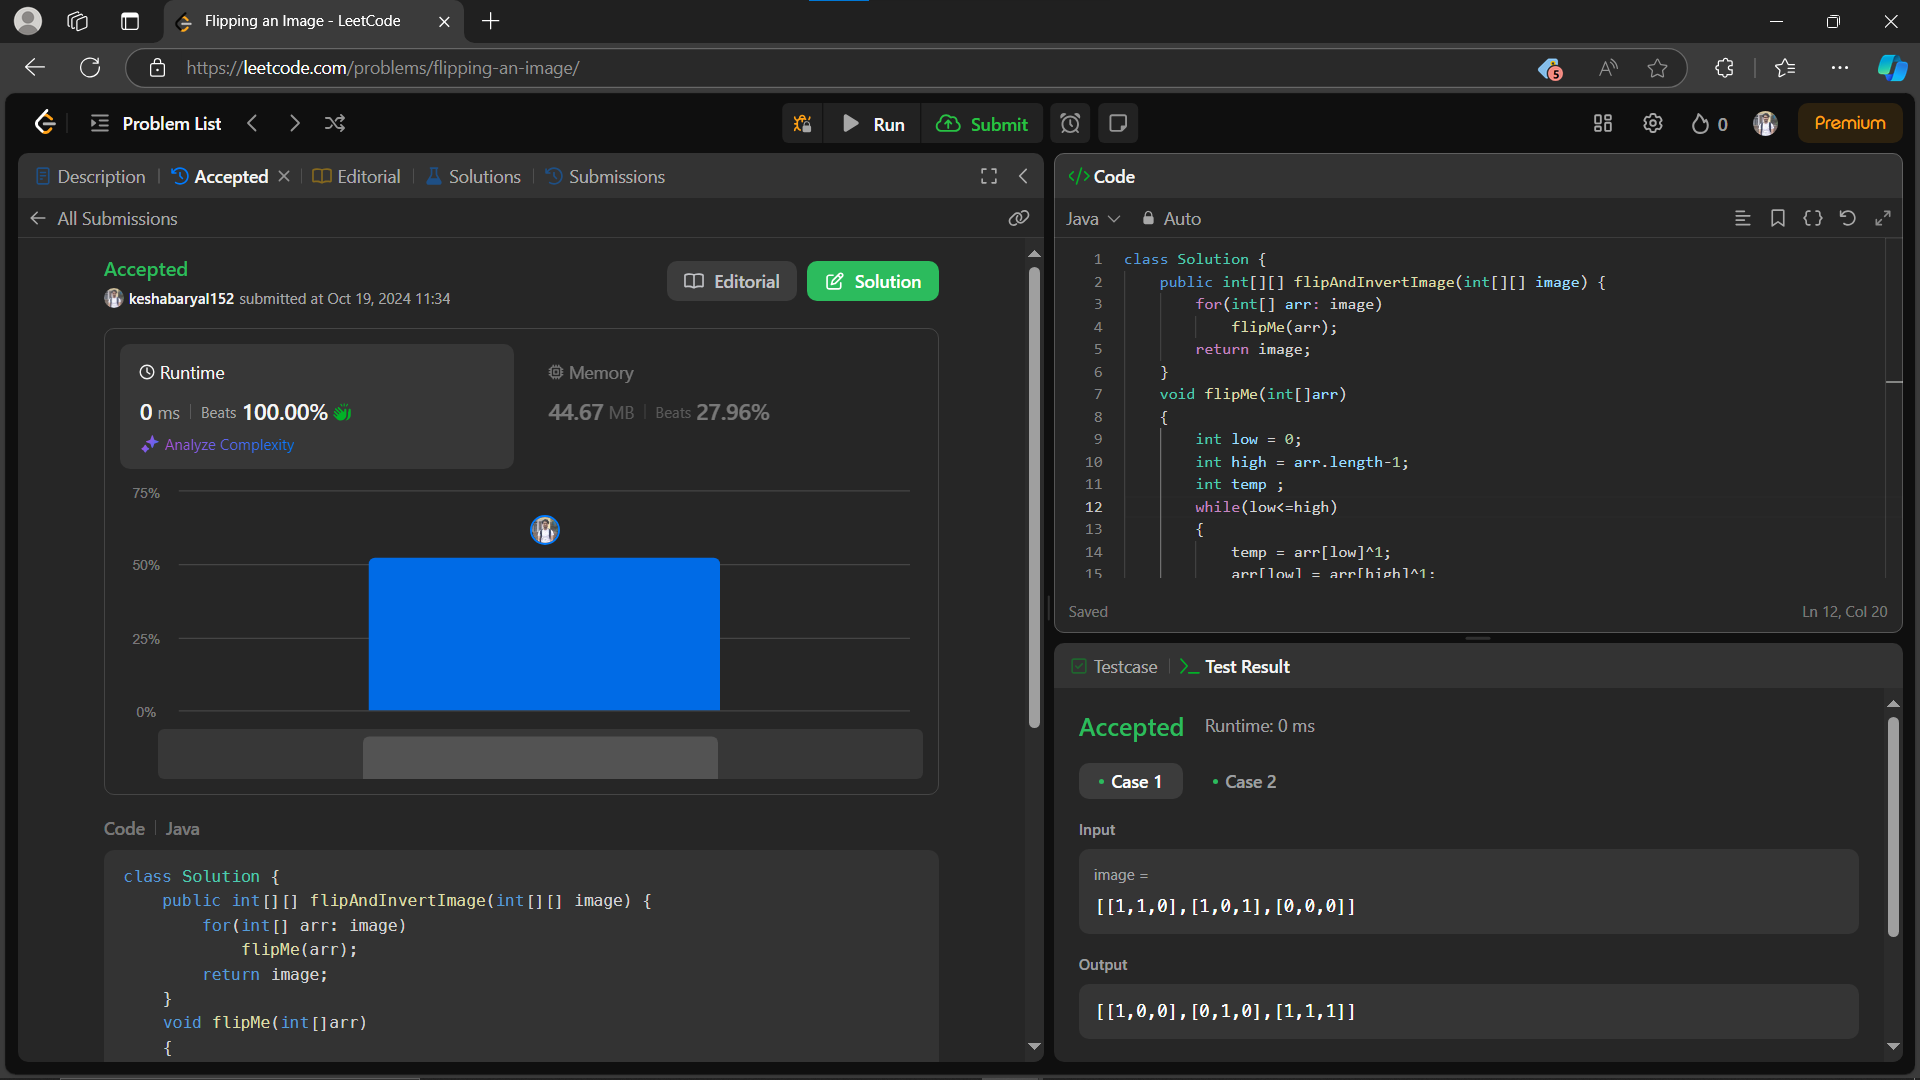 Flipping an Image - LeetCode
https://leetcode.com/problems/flipping-an-image/
5
Problem List
Run
Submit
0
Premium
Description
Accepted
Editorial
Solutions
Submissions
All Submissions
Accepted
keshabaryal152 submitted at Oct 19, 2024 11:34
Editorial
Solution
Runtime
0 ms
Beats 100.00%
Analyze Complexity
Memory
44.67 MB
Beats 27.96%
75%
50%
25%
0%
Code
Java
class Solution {
public int[][] flipAndInvertImage(int[][] image) {
for(int[] arr: image)
flipMe(arr);
return image;
}
void flipMe(int[]arr)
{
</> Code
Java
Auto
1 class Solution {
2 public int[][] flipAndInvertImage(int[][] image) {
3 for(int[] arr: image)
4 flipMe(arr);
5 return image;
6 }
7 void flipMe(int[]arr)
8 {
9 int low = 0;
10 int high = arr.length-1;
11 int temp ;
12 while(low<=high)
13 {
14 temp = arr[low]^1;
15 arr[low] = arr[high]^1;
Saved
Ln 12, Col 20
Testcase
Test Result
Accepted
Runtime: 0 ms
Case 1
Case 2
Input
image =
[[1,1,0],[1,0,1],[0,0,0]]
Output
[[1,0,0],[0,1,0],[1,1,1]]